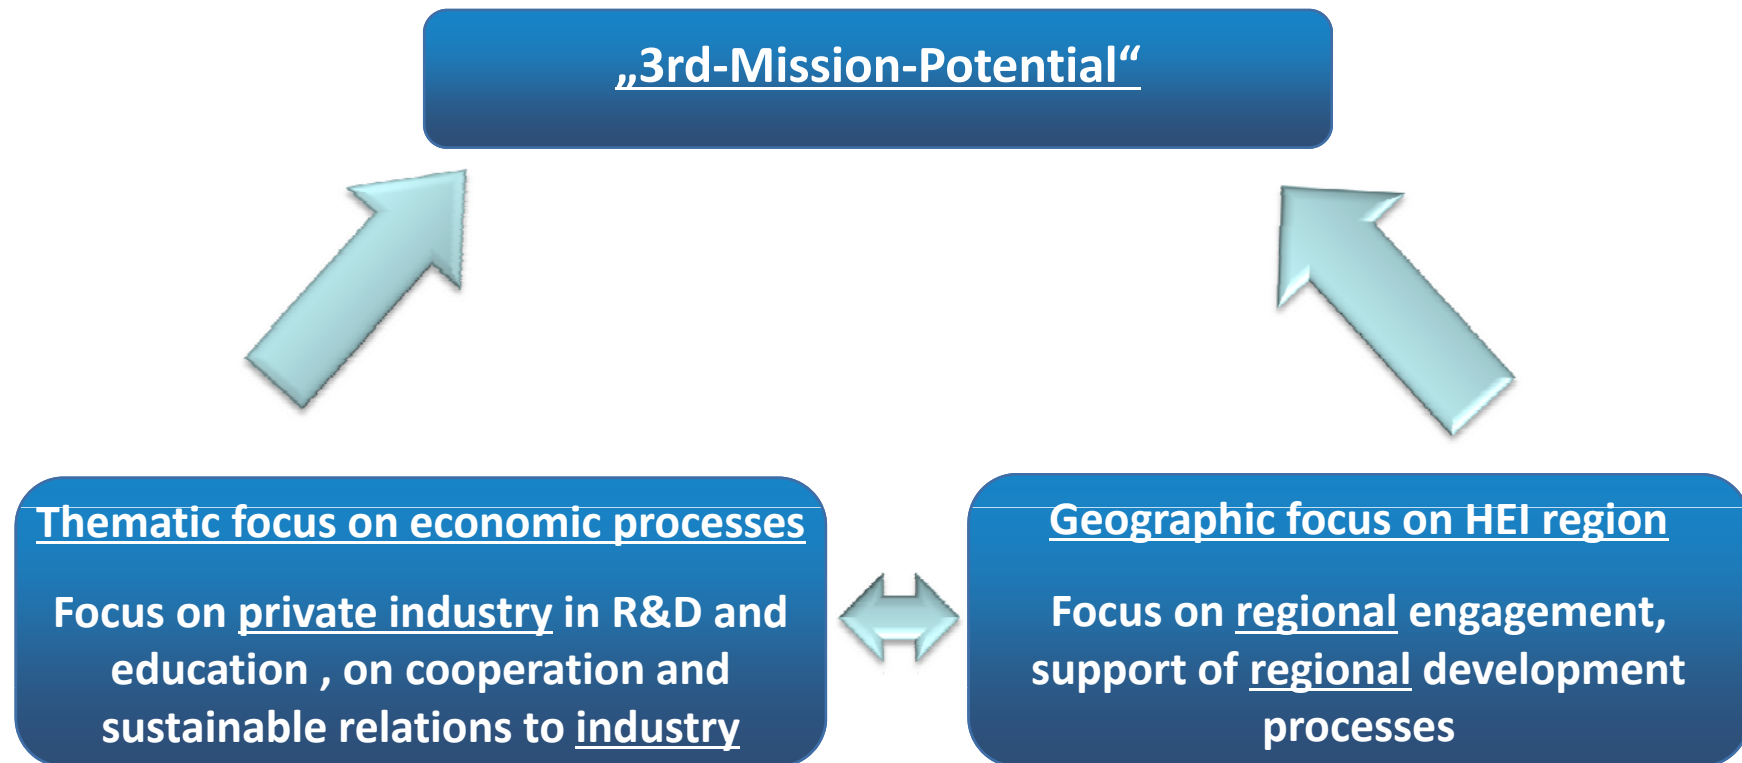 „3rd-Mission-Potential“
Thematic focus on economic processes
Focus on private industry in R&D and
education , on cooperation and
sustainable relations to industry
Geographic focus on HEI region
Focus on regional engagement,
support of regional development
processes